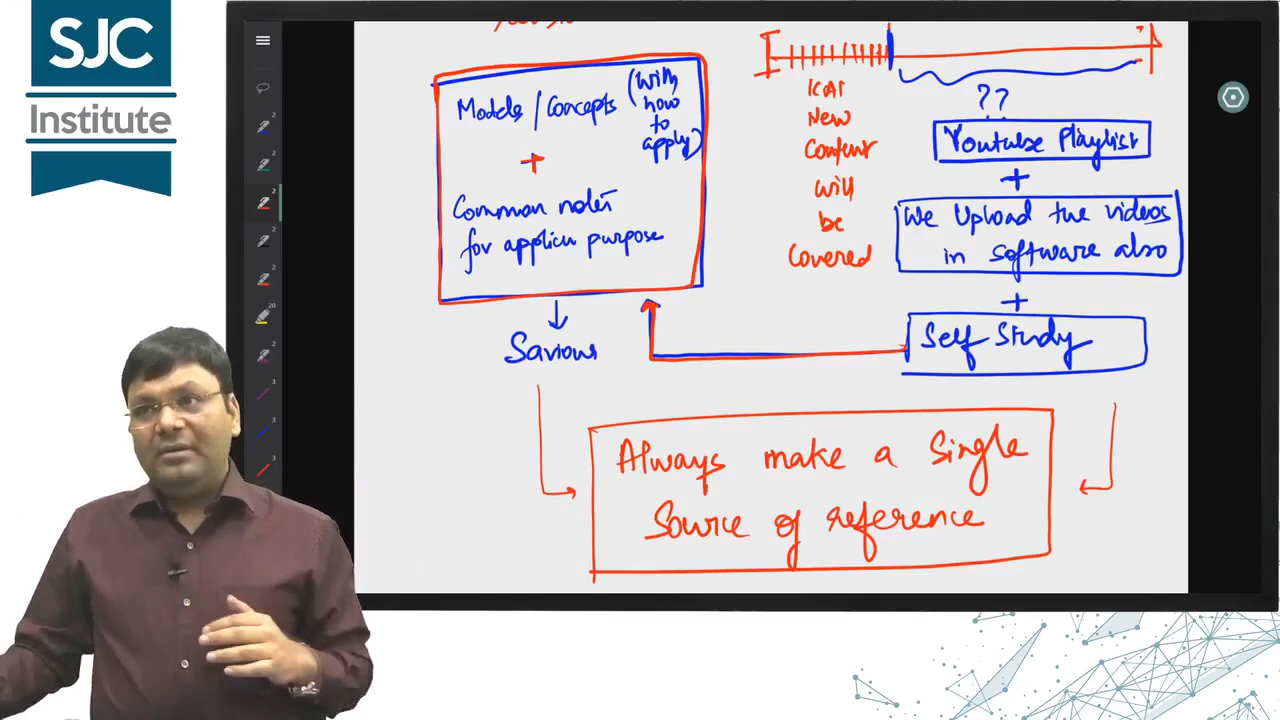 SJC
Institute
Models / Concepts (With
how
to
apply)
+
Common notes
for applicn purpose
↓
Saviour
ICAI
New
Content
will
be
Covered
??
Youtube Playlist
+
We Upload the videos
in software also
+
Self Study
Always make a Single
Source of reference